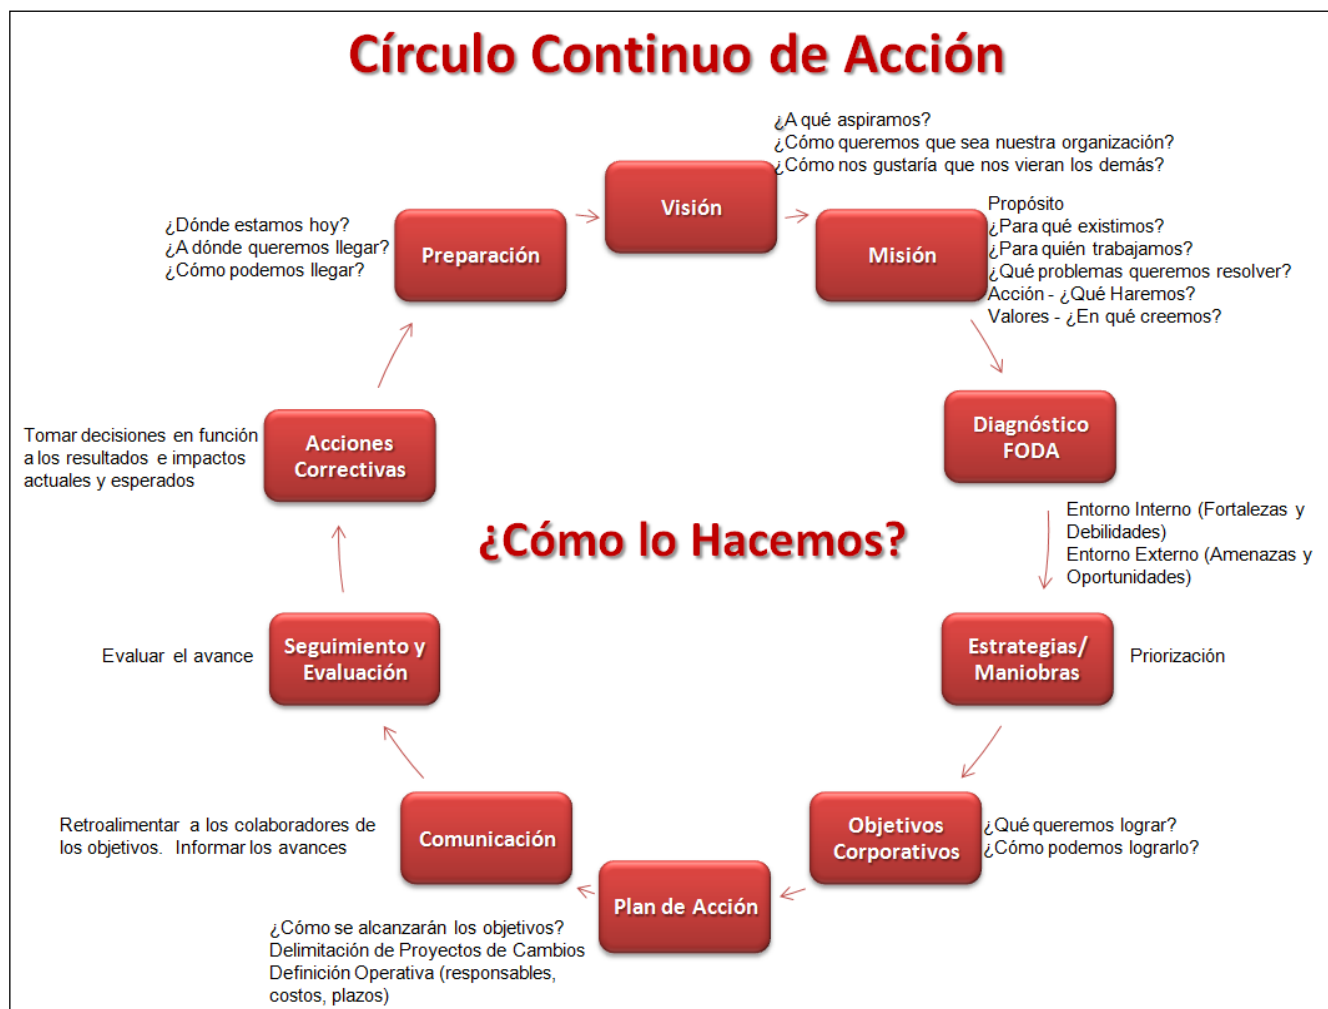 Círculo Continuo de Acción
¿A qué aspiramos?
¿Cómo queremos que sea nuestra organización?
¿Cómo nos gustaría que nos vieran los demás?
Visión
Propósito
¿Para qué existimos?
¿Para quién trabajamos?
¿Qué problemas queremos resolver?
Acción - ¿Qué Haremos?
Valores - ¿En qué creemos?
Misión
¿Dónde estamos hoy?
¿A dónde queremos llegar?
¿Cómo podemos llegar?
Preparación
Diagnóstico
FODA
Entorno Interno (Fortalezas y
Debilidades)
Entorno Externo (Amenazas y
Oportunidades)
Tomar decisiones en función
a los resultados e impactos
actuales y esperados
Acciones
Correctivas
¿Cómo lo Hacemos?
Estrategias/
Maniobras
Priorización
Evaluar el avance
Seguimiento y
Evaluación
Objetivos
Corporativos
¿Qué queremos lograr?
¿Cómo podemos lograrlo?
Retroalimentar a los colaboradores de
los objetivos. Informar los avances
Comunicación
Plan de Acción
¿Cómo se alcanzarán los objetivos?
Delimitación de Proyectos de Cambios
Definición Operativa (responsables,
costos, plazos)